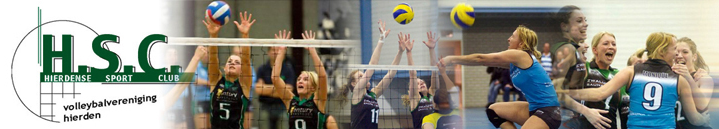 H.S.C.
HIERDENSE SPORT CLUB
volleybalvereniging
hierden
5
9
11
9